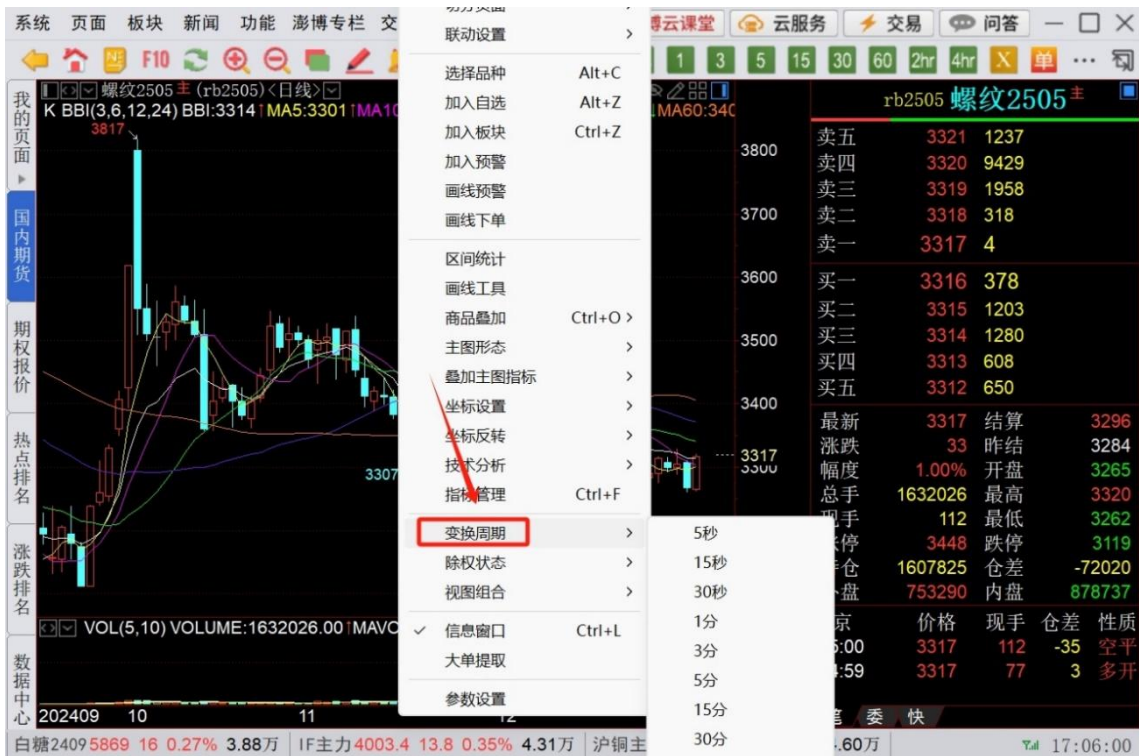 系统 页面 板块 新闻 功能 澎博专栏 交
云课堂 云服务 交易 问答
F10 1 3 5 15 30 60 2hr 4hr X 单
我的页面
国内期货
期权报价
热点排名
涨跌排名
数据中心
螺纹2505 主 (rb2505)<日线>
K BBI(3,6,12,24) BBI:3314↑MA5:3301↑MA10
↓MA60:340
3817
3307
3800
3700
3600
3500
3400
3317
3300
VOL(5,10) VOLUME:1632026.00↑MAVO
202409 10 11 12
联动设置
选择品种 Alt+C
加入自选 Alt+Z
加入板块 Ctrl+Z
加入预警
画线预警
画线下单
区间统计
画线工具
商品叠加 Ctrl+O
主图形态
叠加主图指标
坐标设置
坐标反转
技术分析
指标管理 Ctrl+F
变换周期
除权状态
视图组合
✓ 信息窗口 Ctrl+L
大单提取
参数设置
5秒
15秒
30秒
1分
3分
5分
15分
30分
rb2505 螺纹2505 主
卖五 3321 1237
卖四 3320 9429
卖三 3319 1958
卖二 3318 318
卖一 3317 4
买一 3316 378
买二 3315 1203
买三 3314 1280
买四 3313 608
买五 3312 650
最新 3317 结算 3296
涨跌 33 昨结 3284
幅度 1.00% 开盘 3265
总手 1632026 最高 3320
现手 112 最低 3262
停 3448 跌停 3119
仓 1607825 仓差 -72020
盘 753290 内盘 878737
京 价格 现手 仓差 性质
:00 3317 112 -35 空平
:59 3317 77 3 多开
笔 委 快
白糖2409 5869 16 0.27% 3.88万 IF主力 4003.4 13.8 0.35% 4.31万 沪铜主 .60万 17:06:00